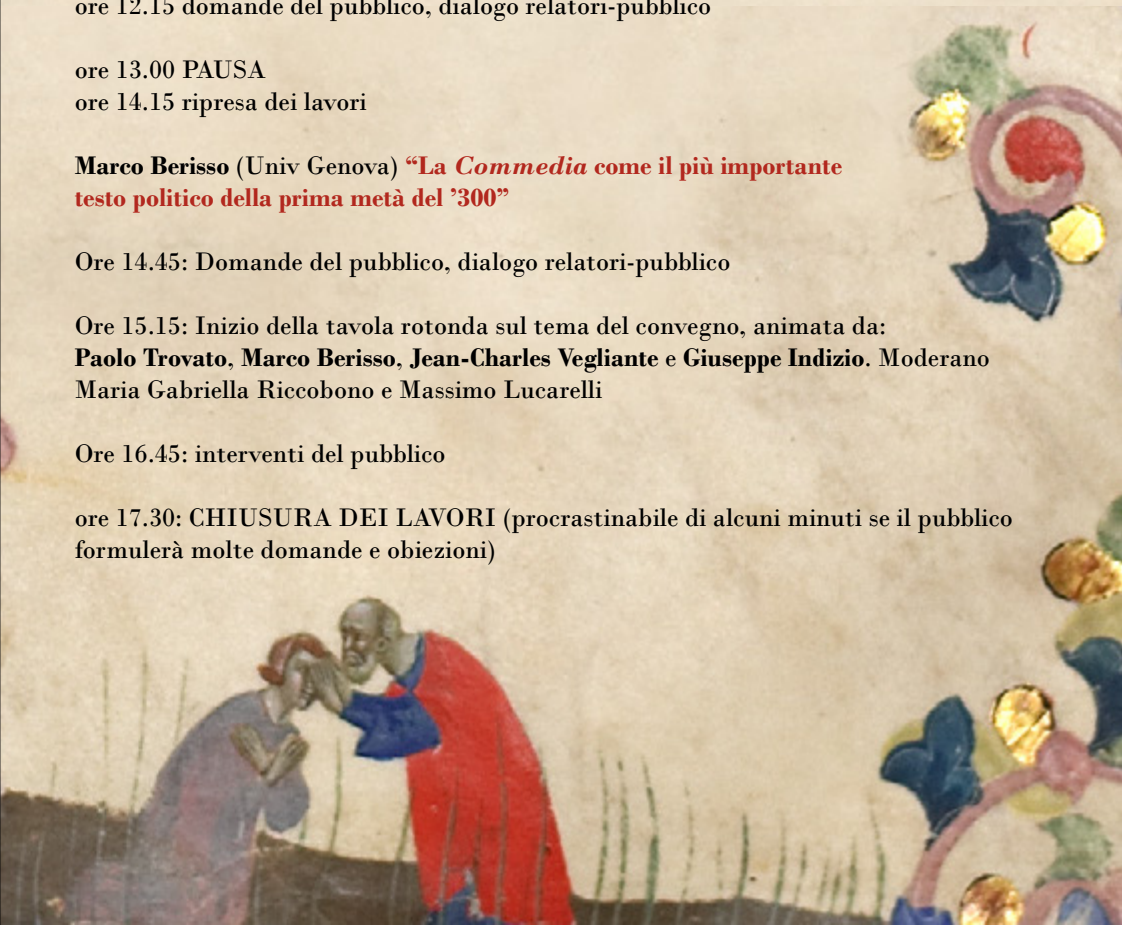 ore 12.15 domande del pubblico, dialogo relatori-pubblico
ore 13.00 PAUSA
ore 14.15 ripresa dei lavori
Marco Berisso (Univ Genova) “La Commedia come il più importante
testo politico della prima metà del ’300”
Ore 14.45: Domande del pubblico, dialogo relatori-pubblico
Ore 15.15: Inizio della tavola rotonda sul tema del convegno, animata da:
Paolo Trovato, Marco Berisso, Jean-Charles Vegliante e Giuseppe Indizio. Moderano
Maria Gabriella Riccobono e Massimo Lucarelli
Ore 16.45: interventi del pubblico
ore 17.30: CHIUSURA DEI LAVORI (procrastinabile di alcuni minuti se il pubblico
formulerà molte domande e obiezioni)